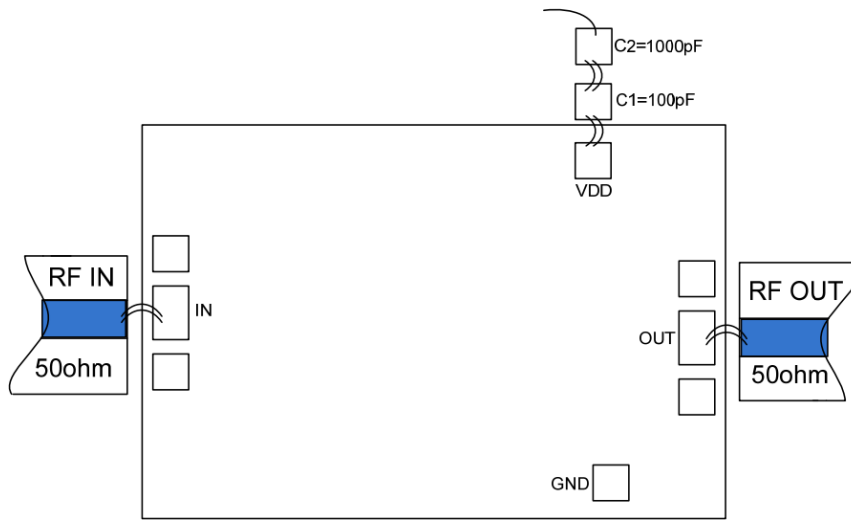 C2=1000pF
C1=100pF
VDD
RF IN
IN
50ohm
RF OUT
OUT
50ohm
GND